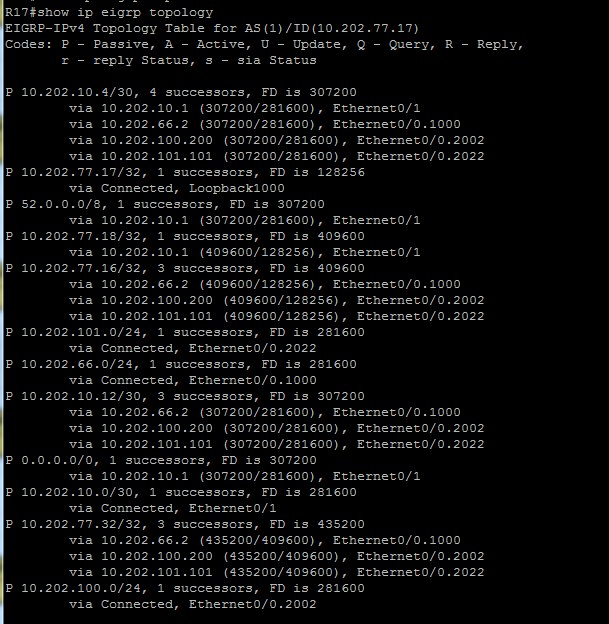 R17#show ip eigrp topology
EIGRP-IPv4 Topology Table for AS(1)/ID(10.202.77.17)
Codes: P - Passive, A - Active, U - Update, Q - Query, R - Reply,
r - reply Status, s - sia Status
P 10.202.10.4/30, 4 successors, FD is 307200
via 10.202.10.1 (307200/281600), Ethernet0/1
via 10.202.66.2 (307200/281600), Ethernet0/0.1000
via 10.202.100.200 (307200/281600), Ethernet0/0.2002
via 10.202.101.101 (307200/281600), Ethernet0/0.2022
P 10.202.77.17/32, 1 successors, FD is 128256
via Connected, Loopback1000
P 52.0.0.0/8, 1 successors, FD is 307200
via 10.202.10.1 (307200/281600), Ethernet0/1
P 10.202.77.18/32, 1 successors, FD is 409600
via 10.202.10.1 (409600/128256), Ethernet0/1
P 10.202.77.16/32, 3 successors, FD is 409600
via 10.202.66.2 (409600/128256), Ethernet0/0.1000
via 10.202.100.200 (409600/128256), Ethernet0/0.2002
via 10.202.101.101 (409600/128256), Ethernet0/0.2022
P 10.202.101.0/24, 1 successors, FD is 281600
via Connected, Ethernet0/0.2022
P 10.202.66.0/24, 1 successors, FD is 281600
via Connected, Ethernet0/0.1000
P 10.202.10.12/30, 3 successors, FD is 307200
via 10.202.66.2 (307200/281600), Ethernet0/0.1000
via 10.202.100.200 (307200/281600), Ethernet0/0.2002
via 10.202.101.101 (307200/281600), Ethernet0/0.2022
P 0.0.0.0/0, 1 successors, FD is 307200
via 10.202.10.1 (307200/281600), Ethernet0/1
P 10.202.10.0/30, 1 successors, FD is 281600
via Connected, Ethernet0/1
P 10.202.77.32/32, 3 successors, FD is 435200
via 10.202.66.2 (435200/409600), Ethernet0/0.1000
via 10.202.100.200 (435200/409600), Ethernet0/0.2002
via 10.202.101.101 (435200/409600), Ethernet0/0.2022
P 10.202.100.0/24, 1 successors, FD is 281600
via Connected, Ethernet0/0.2002